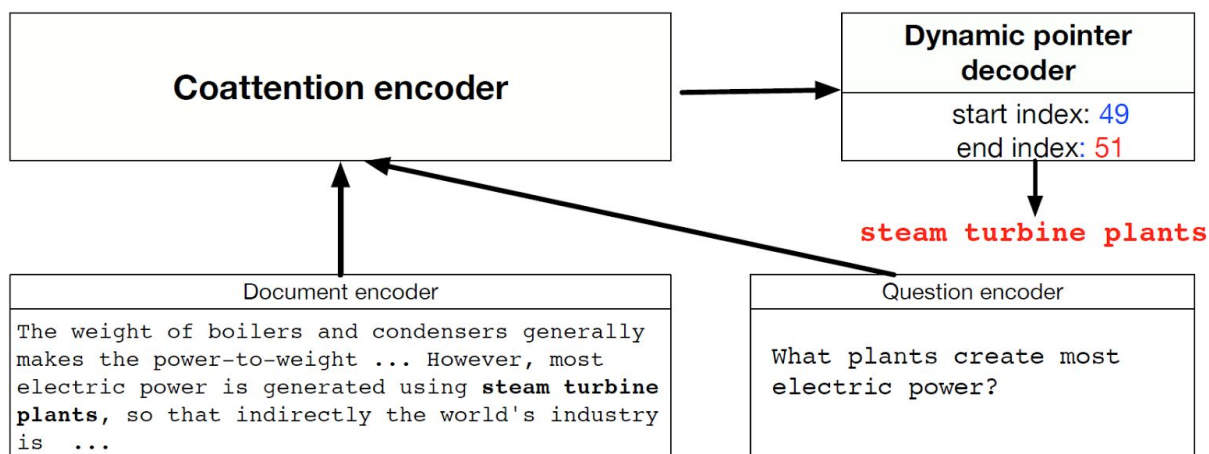 Coattention encoder
Dynamic pointer
decoder
start index: 49
end index: 51
steam turbine plants
Document encoder
The weight of boilers and condensers generally
makes the power-to-weight ... However, most
electric power is generated using steam turbine
plants, so that indirectly the world's industry
is ...
Question encoder
What plants create most
electric power?